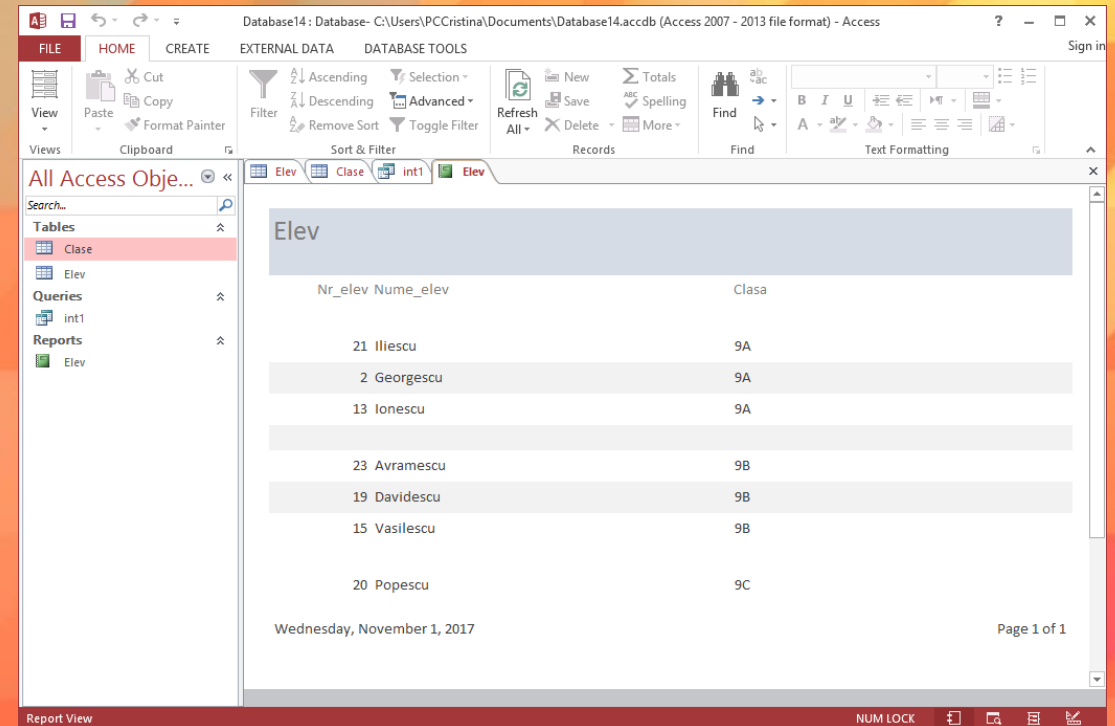 Database14 : Database- C:\Users\PCCristina\Documents\Database14.accdb (Access 2007 - 2013 file format) - Access
FILE HOME CREATE EXTERNAL DATA DATABASE TOOLS Sign in
View
Views
Paste
Cut
Copy
Format Painter
Clipboard
Filter
Ascending
Descending
Remove Sort
Selection
Advanced
Toggle Filter
Sort & Filter
Refresh
All
New
Save
Delete
Totals
Spelling
More
Records
Find
Find
B I U
A
Text Formatting
All Access Obje...
Search...
Tables
Clase
Elev
Queries
int1
Reports
Elev
Elev Clase int1 Elev
Elev
Nr_elev Nume_elev Clasa
21 Iliescu 9A
2 Georgescu 9A
13 Ionescu 9A
23 Avramescu 9B
19 Davidescu 9B
15 Vasilescu 9B
20 Popescu 9C
Wednesday, November 1, 2017 Page 1 of 1
Report View NUM LOCK